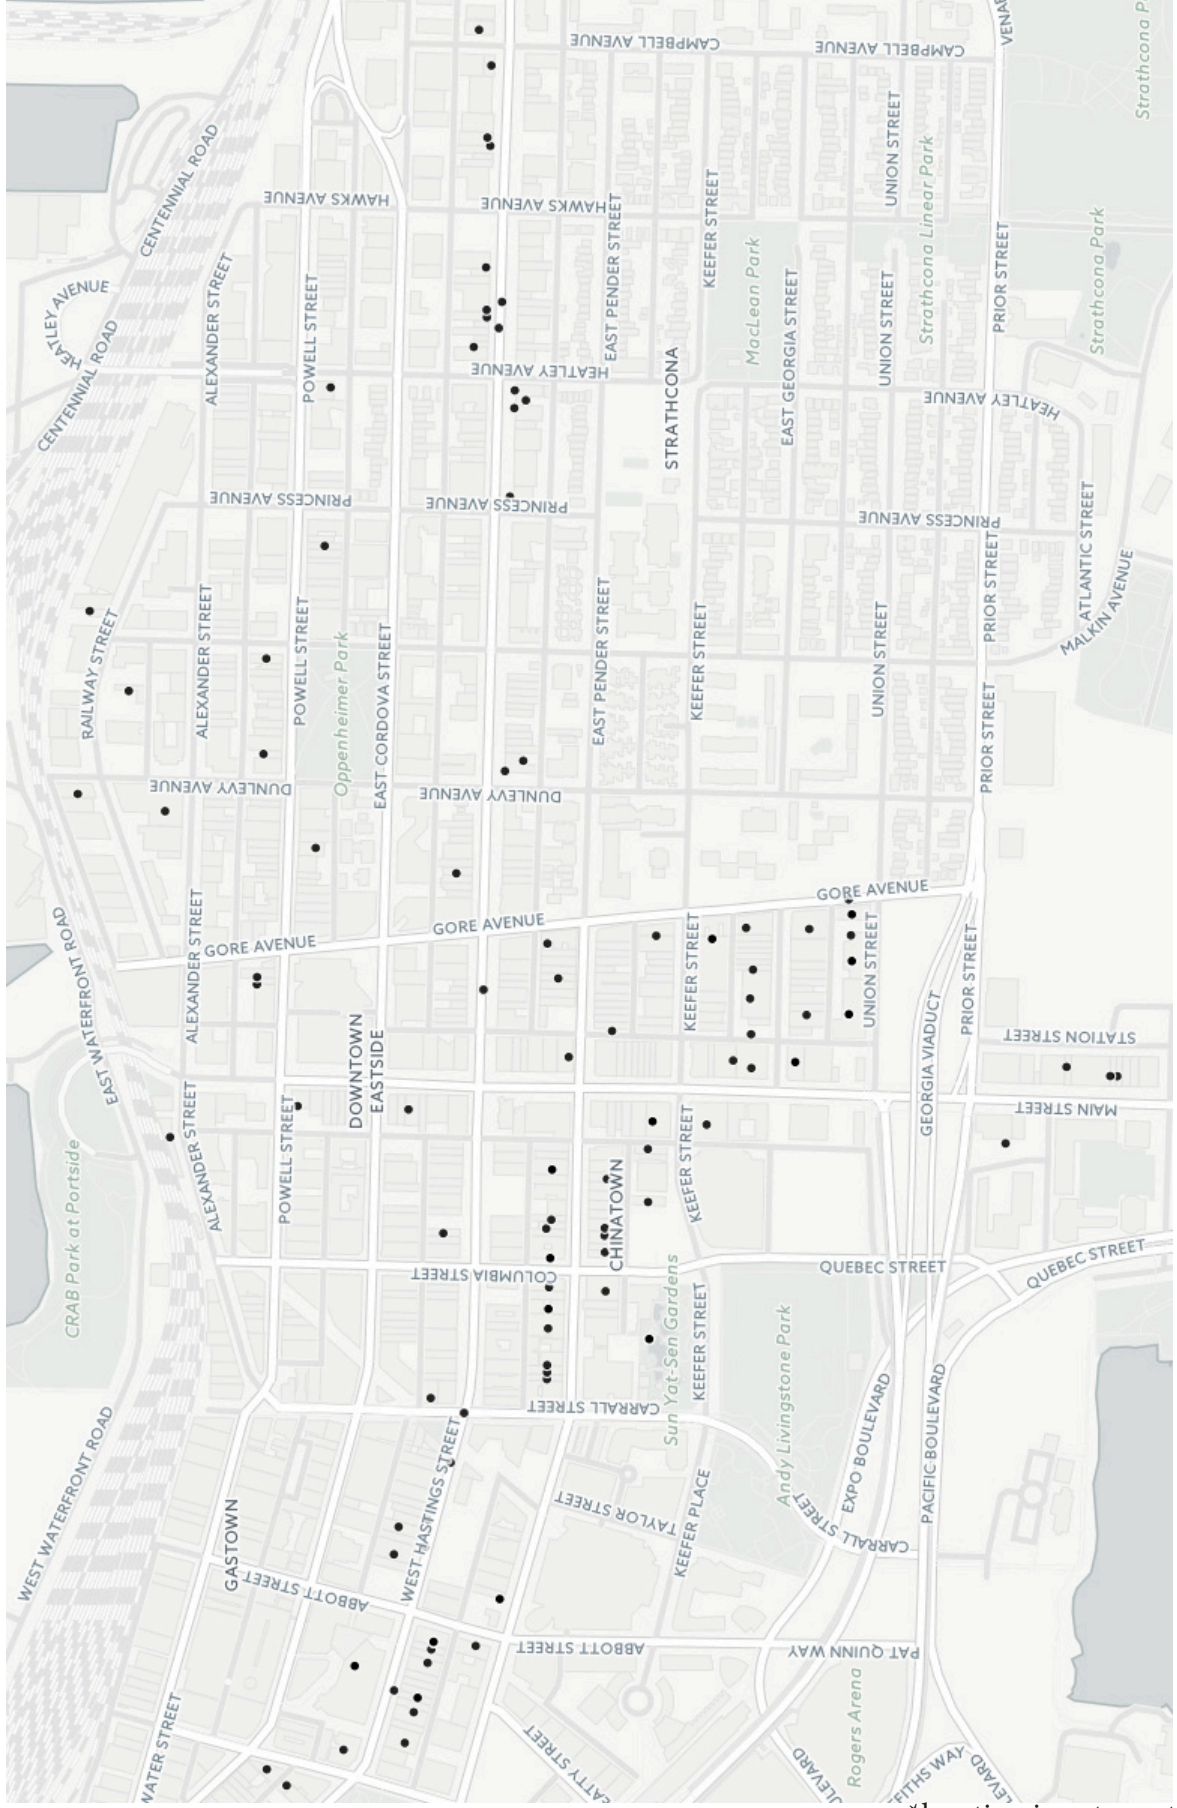 CAMPBELL AVENUE
CAMPBELL AVENUE
Strathcona
CENTENNIAL ROAD
UNION STREET
Strathcona Linear Park
HAWKS AVENUE
HAWKS AVENUE
KEEFER STREET
EAST PENDER STREET
MacLean Park
PRIOR STREET
Strathcona Park
HEATLEY AVENUE
ALEXANDER STREET
POWELL STREET
EAST GEORGIA STREET
UNION STREET
CENTENNIAL ROAD
HEATLEY AVENUE
STRATHCONA
HEATLEY AVENUE
PRINCESS AVENUE
PRINCESS AVENUE
PRINCESS AVENUE
ATLANTIC STREET
PRIOR STREET
MALKIN AVENUE
RAILWAY STREET
ALEXANDER STREET
POWELL STREET
Oppenheimer Park
EAST CORDOVA STREET
EAST PENDER STREET
KEEFER STREET
UNION STREET
PRIOR STREET
DUNLEVY AVENUE
DUNLEVY AVENUE
GORE AVENUE
GORE AVENUE
GORE AVENUE
EAST WATERFRONT ROAD
ALEXANDER STREET
KEEFER STREET
UNION STREET
PRIOR STREET
GEORGIA VIADUCT
DOWNTOWN
EASTSIDE
STATION STREET
MAIN STREET
CRAB Park at Portside
ALEXANDER STREET
POWELL STREET
KEEFER STREET
CHINATOWN
COLUMBIA STREET
QUEBEC STREET
QUEBEC STREET
Sun Yat-Sen Gardens
KEEFER STREET
Andy Livingstone Park
CARRALL STREET
EXPO BOULEVARD
PACIFIC BOULEVARD
WEST WATERFRONT ROAD
GASTOWN
WEST HASTINGS STREET
TAYLOR STREET
KEEFER PLACE
CARRALL STREET
ABBOTT STREET
ABBOTT STREET
PAT QUINN WAY
Rogers Arena
WATER STREET